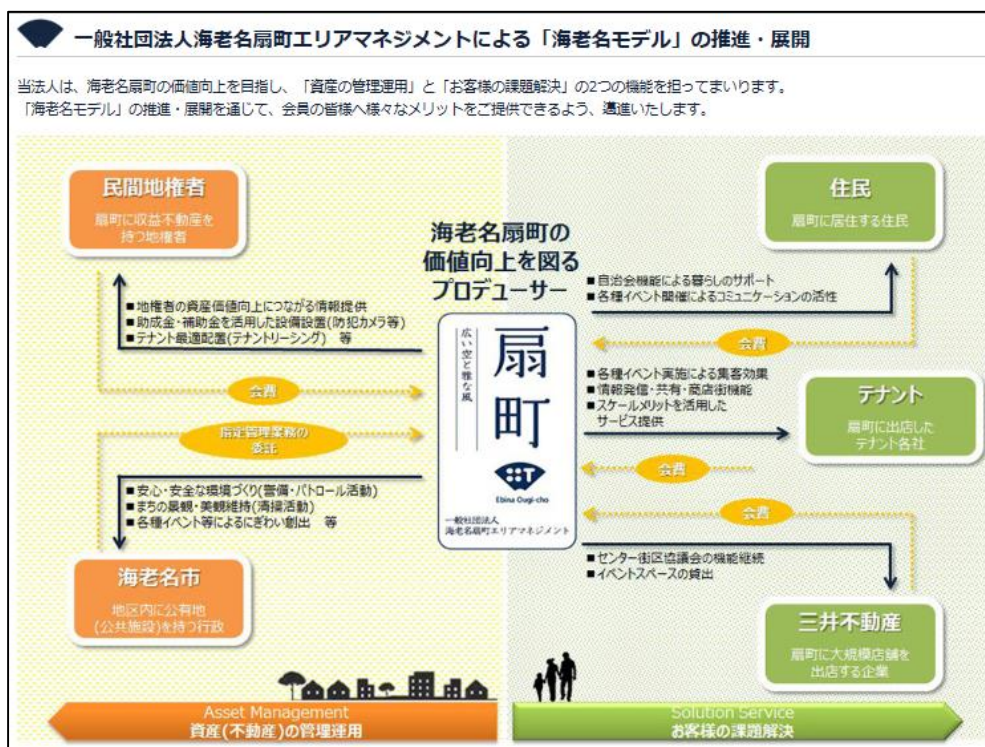 一般社団法人海老名扇町エリアマネジメントによる「海老名モデル」の推進・展開
当法人は、海老名扇町の価値向上を目指し、「資産の管理運用」と「お客様の課題解決」の2つの機能を担ってまいります。
「海老名モデル」の推進・展開を通じて、会員の皆様へ様々なメリットをご提供できるよう、邁進いたします。
民間地権者
扇町に収益不動産を
持つ地権者
■地権者の資産価値向上につながる情報提供
■助成金・補助金を活用した設備設置(防犯カメラ等)
■テナント最適配置(テナントリーシング) 等
会費
指定管理業務の
委託
■安心・安全な環境づくり(警備・パトロール活動)
■まちの景観・美観維持(清掃活動)
■各種イベント等によるにぎわい創出 等
海老名市
地区内に公有地
(公共施設)を持つ行政
海老名扇町の
価値向上を図る
プロデューサー
広い空と雅な風
扇町
Ebina Ougi-cho
一般社団法人
海老名扇町エリアマネジメント
住民
扇町に居住する住民
■自治会機能による暮らしのサポート
■各種イベント開催によるコミュニケーションの活性
会費
■各種イベント実施による集客効果
■情報発信・共有・商店街機能
■スケールメリットを活用した
サービス提供
テナント
扇町に出店した
テナント各社
会費
会費
■センター街区協議会の機能継続
■イベントスペースの貸出
三井不動産
扇町に大規模店舗を
出店する企業
Asset Management
資産(不動産)の管理運用
Solution Service
お客様の課題解決